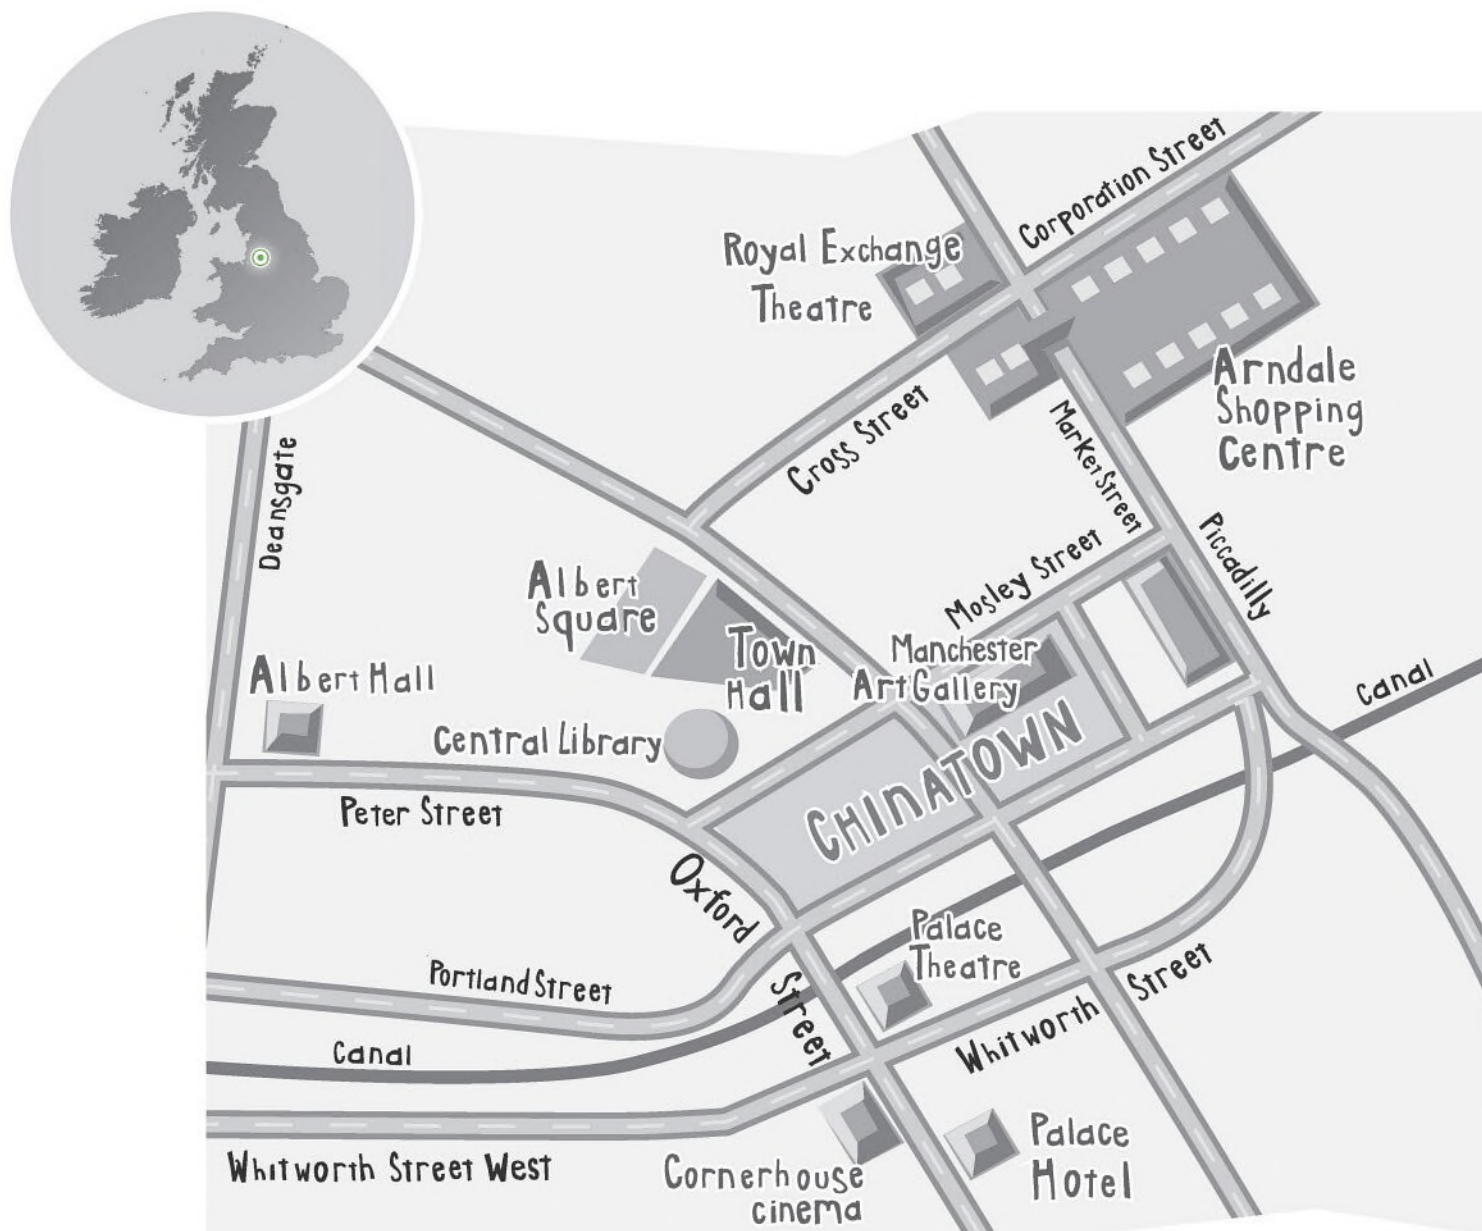 Corporation Street
Royal Exchange
Theatre
Arndale
Shopping
Centre
Cross Street
Market Street
Deansgate
Piccadilly
Mosley Street
Albert
Square
Town
Hall
Manchester
Art Gallery
Albert Hall
Canal
Central Library
CHINATOWN
Peter Street
Oxford
Street
Palace
Theatre
Portland Street
Whitworth
Street
Canal
Whitworth Street West
Cornerhouse
cinema
Palace
Hotel